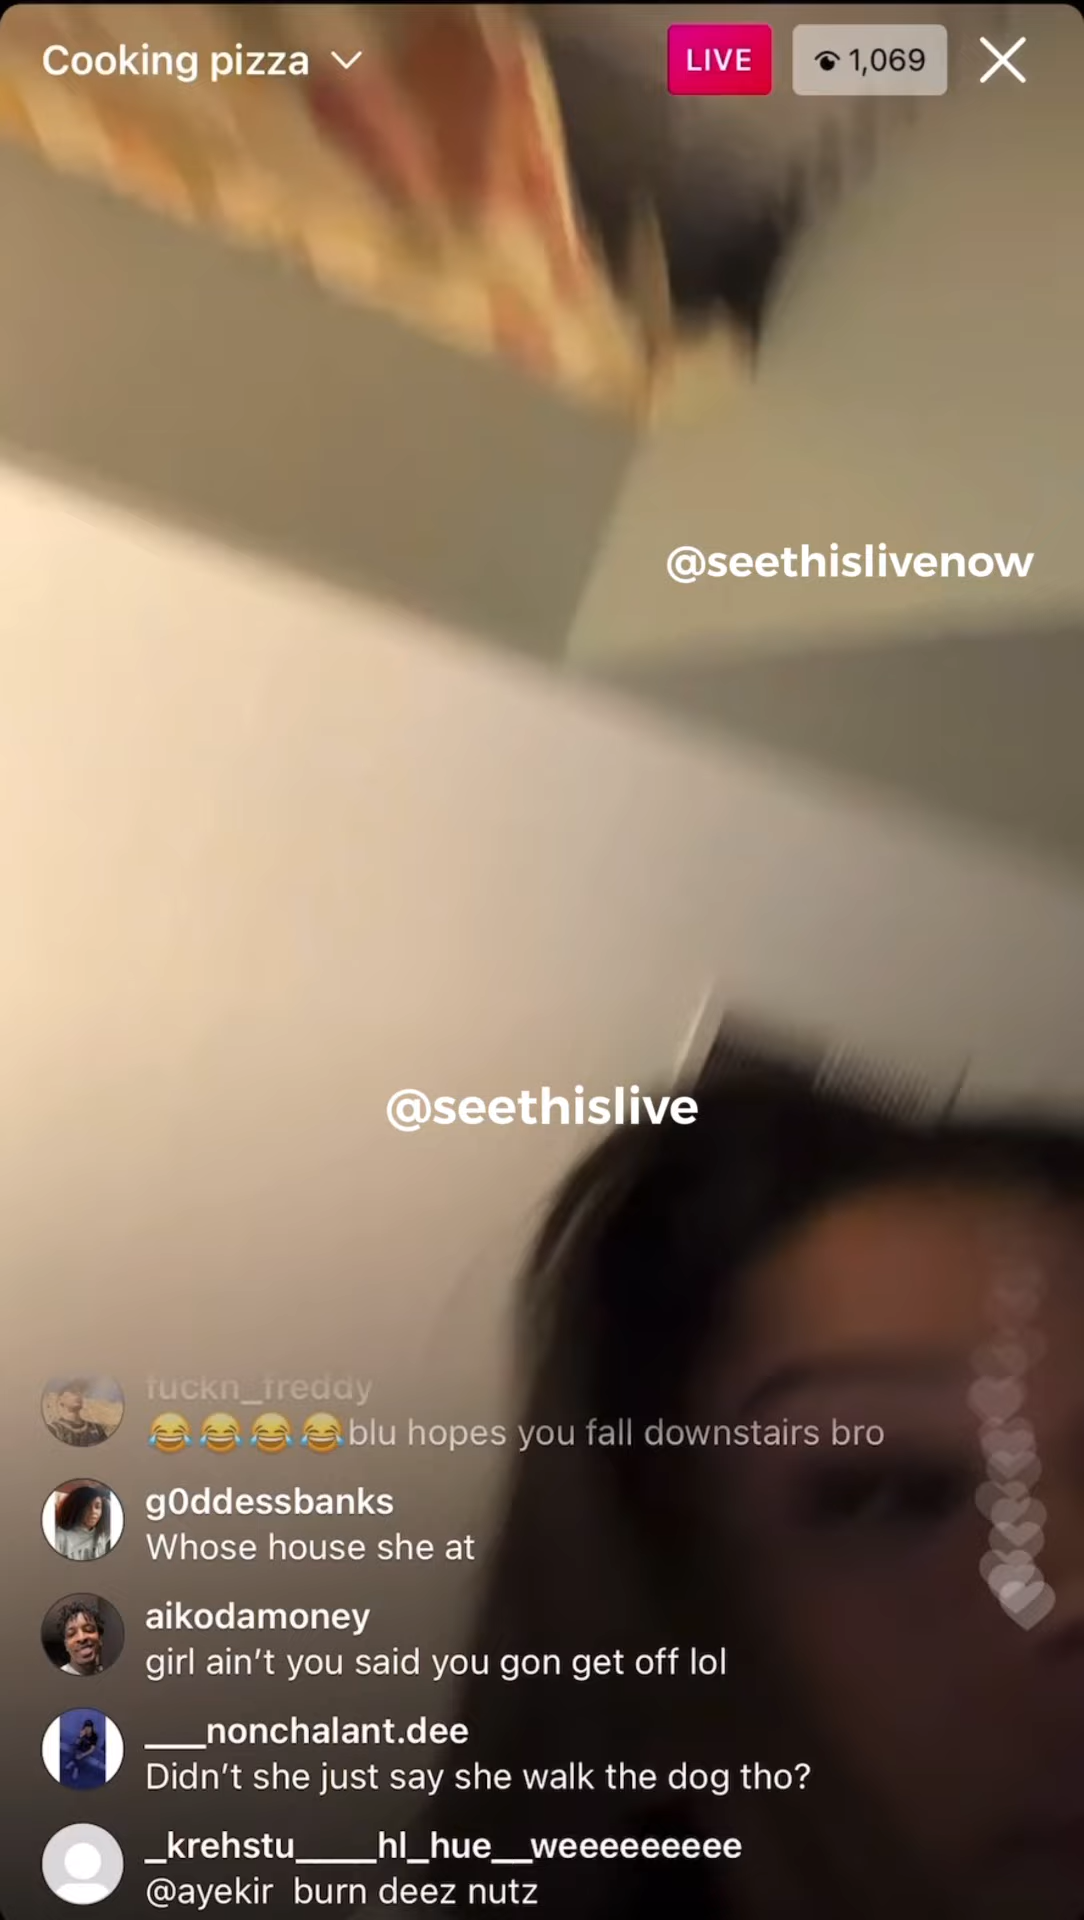 Cooking pizza
LIVE
1,069
@seethislivenow
@seethislive
fuckn_freddy
😂😂😂😂blu hopes you fall downstairs bro
g0ddessbanks
Whose house she at
aikodamoney
girl ain’t you said you gon get off lol
___nonchalant.dee
Didn’t she just say she walk the dog tho?
_krehstu____hl_hue__weeeeeeeee
@ayekir  burn deez nutz